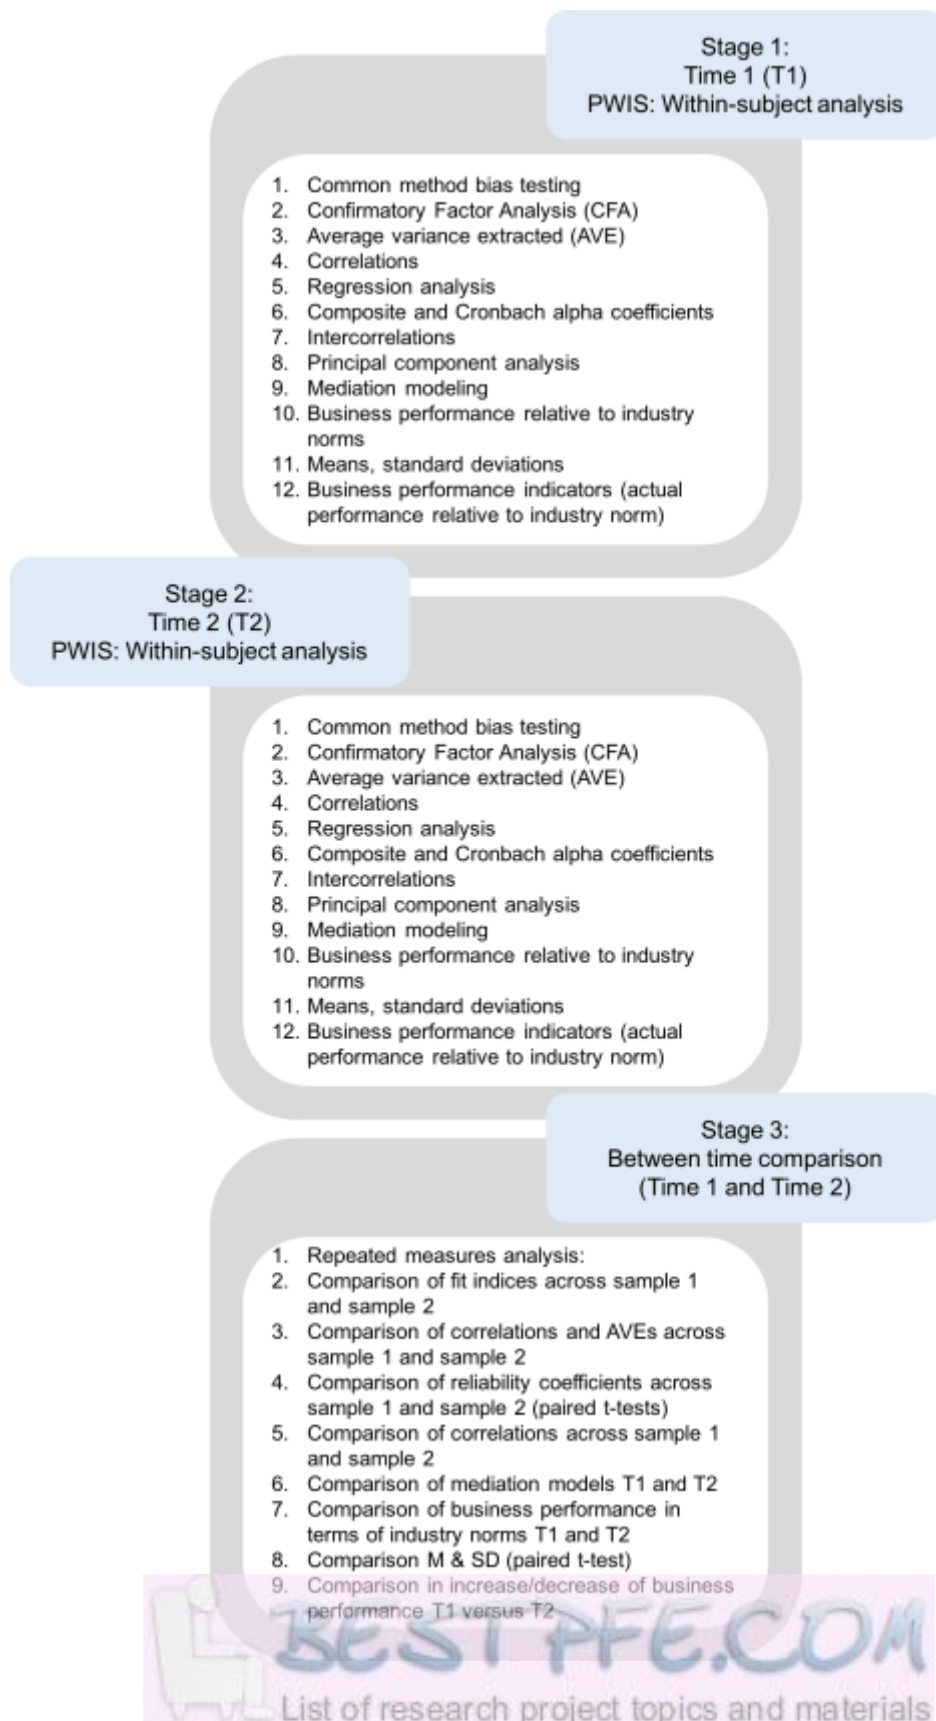 Stage 1:
Time 1 (T1)
PWIS: Within-subject analysis
1. Common method bias testing
2. Confirmatory Factor Analysis (CFA)
3. Average variance extracted (AVE)
4. Correlations
5. Regression analysis
6. Composite and Cronbach alpha coefficients
7. Intercorrelations
8. Principal component analysis
9. Mediation modeling
10. Business performance relative to industry
norms
11. Means, standard deviations
12. Business performance indicators (actual
performance relative to industry norm)
Stage 2:
Time 2 (T2)
PWIS: Within-subject analysis
1. Common method bias testing
2. Confirmatory Factor Analysis (CFA)
3. Average variance extracted (AVE)
4. Correlations
5. Regression analysis
6. Composite and Cronbach alpha coefficients
7. Intercorrelations
8. Principal component analysis
9. Mediation modeling
10. Business performance relative to industry
norms
11. Means, standard deviations
12. Business performance indicators (actual
performance relative to industry norm)
Stage 3:
Between time comparison
(Time 1 and Time 2)
1. Repeated measures analysis:
2. Comparison of fit indices across sample 1
and sample 2
3. Comparison of correlations and AVEs across
sample 1 and sample 2
4. Comparison of reliability coefficients across
sample 1 and sample 2 (paired t-tests)
5. Comparison of correlations across sample 1
and sample 2
6. Comparison of mediation models T1 and T2
7. Comparison of business performance in
terms of industry norms T1 and T2
8. Comparison M & SD (paired t-test)
9. Comparison in increase/decrease of business
performance T1 versus T2
BESTPFE.COM
List of research project topics and materials